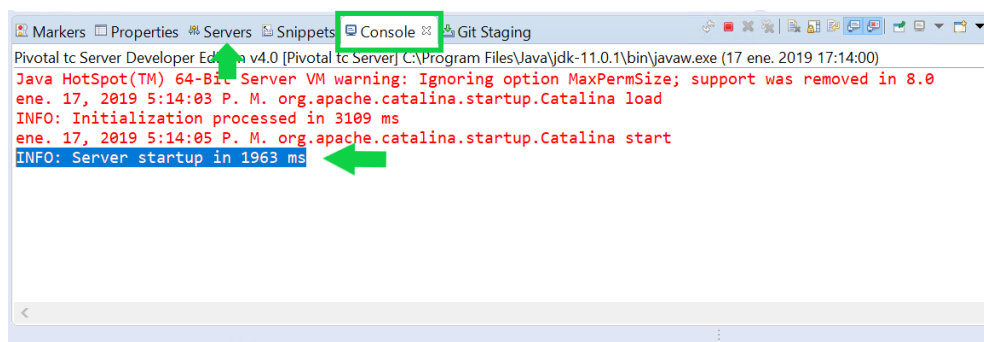 Markers Properties Servers Snippets Console Git Staging
Pivotal tc Server Developer Edition v4.0 [Pivotal tc Server] C:\Program Files\Java\jdk-11.0.1\bin\javaw.exe (17 ene. 2019 17:14:00)
Java HotSpot(TM) 64-Bit Server VM warning: Ignoring option MaxPermSize; support was removed in 8.0
ene. 17, 2019 5:14:03 P. M. org.apache.catalina.startup.Catalina load
INFO: Initialization processed in 3109 ms
ene. 17, 2019 5:14:05 P. M. org.apache.catalina.startup.Catalina start
INFO: Server startup in 1963 ms